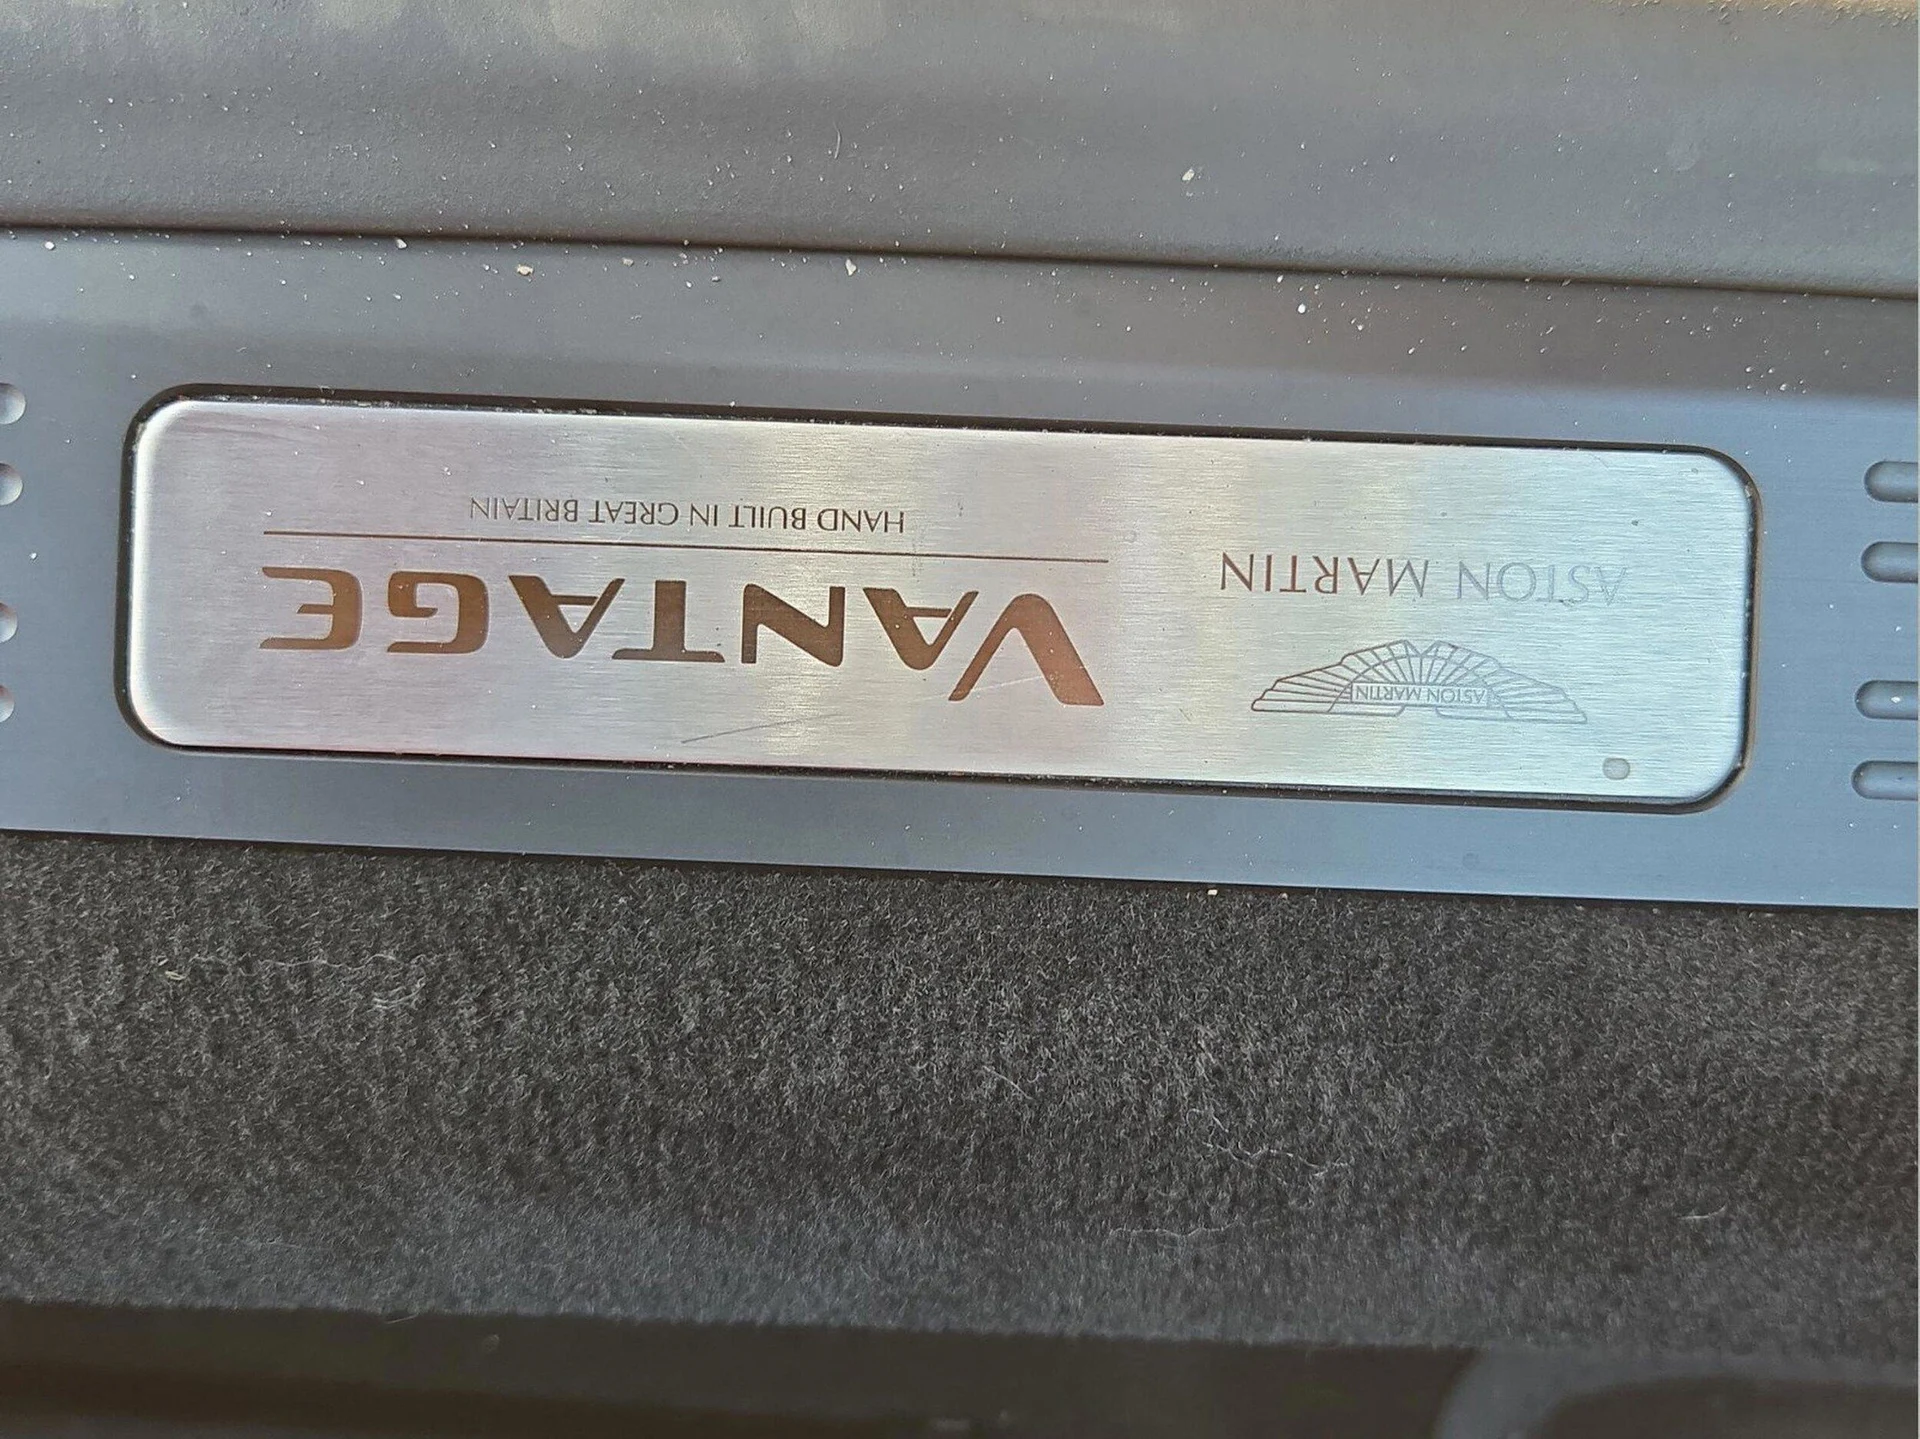 ASTON MARTIN
ASTON MARTIN
VANTAGE
HAND BUILT IN GREAT BRITAIN